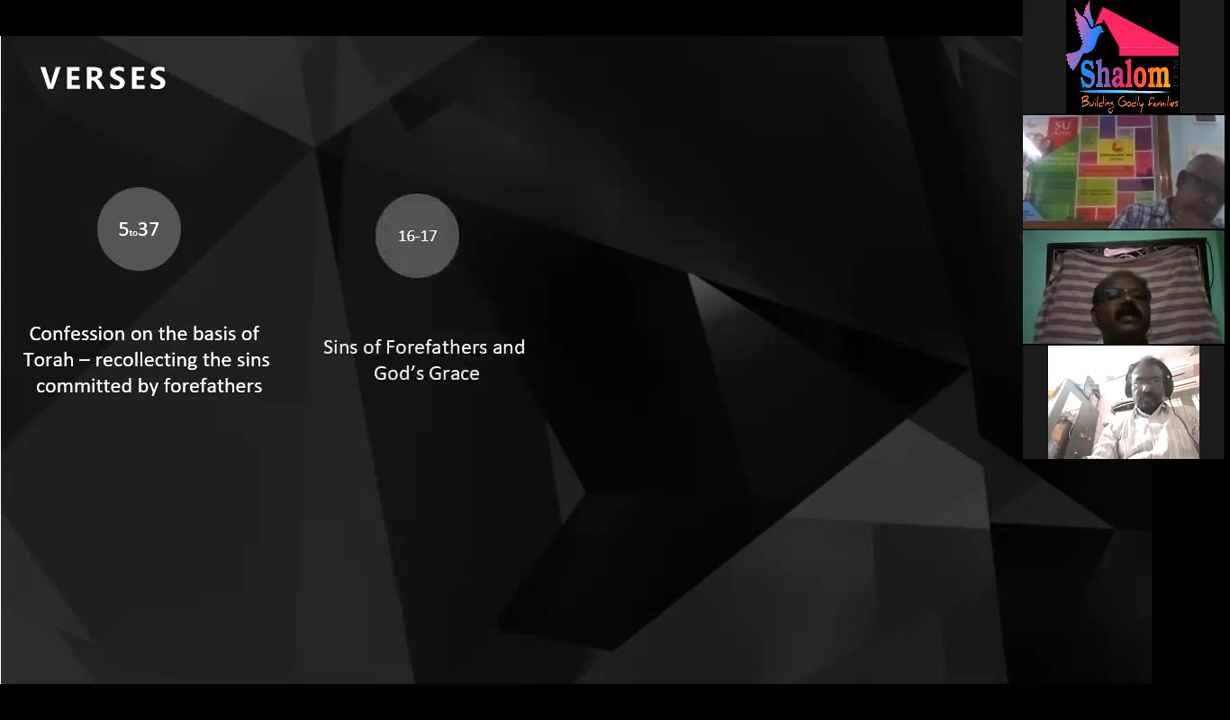 VERSES
5to37
16-17
Confession on the basis of
Torah – recollecting the sins
committed by forefathers
Sins of Forefathers and
God's Grace
Shalom
Building Godly families
SU